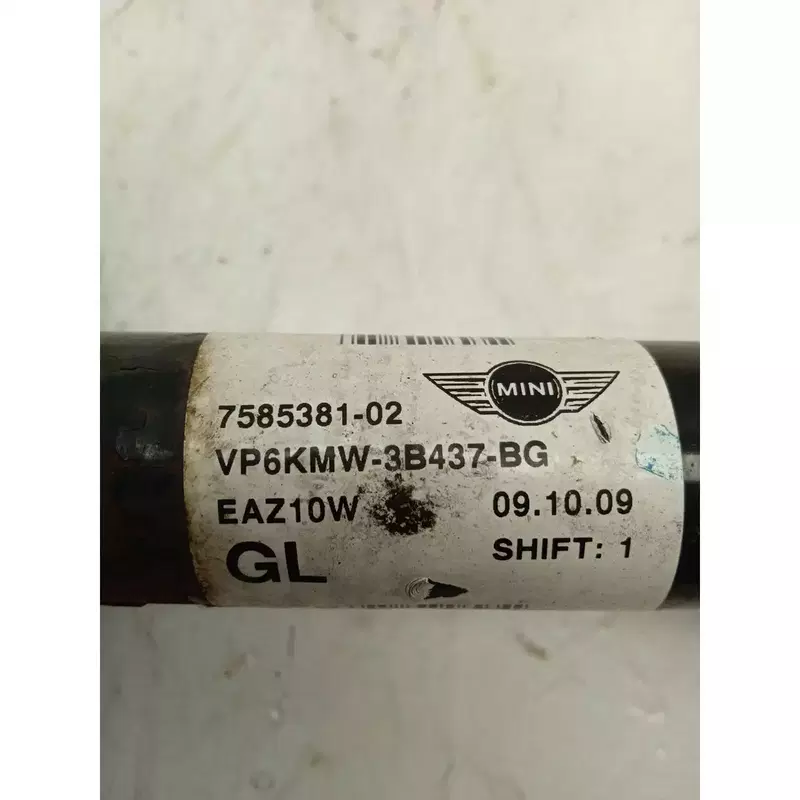 MINI
7585381-02
VP6KMW-3B437-BG
EAZ10W 09.10.09
GL SHIFT: 1